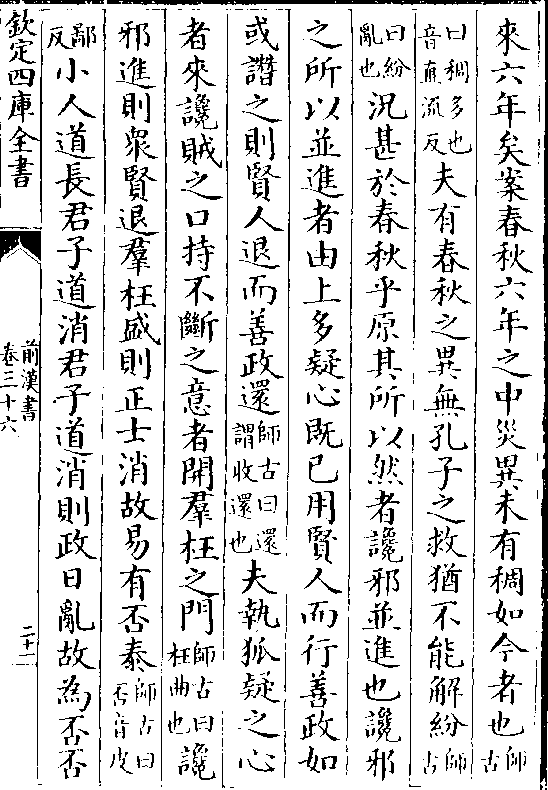 來六年矣案春秋六年之中災異未有稠如今者也師古
曰稠多也音直流反夫有春秋之異無孔子之救猶不能解紛師古
曰紛亂也況甚於春秋乎原其所以然者讒邪並進也讒邪
之所以並進者由上多疑心既已用賢人而行善政如
或譖之則賢人退而善政還師古曰還謂收還也夫執狐疑之心
者來讒賊之口持不斷之意者開羣枉之門師古曰枉曲也讒
邪進則衆賢退羣枉盛則正士消故易有否泰師古曰否音皮
鄙反小人道長君子道消君子道消則政日亂故為否否
欽定四庫全書
前漢書
卷三十六
二十二